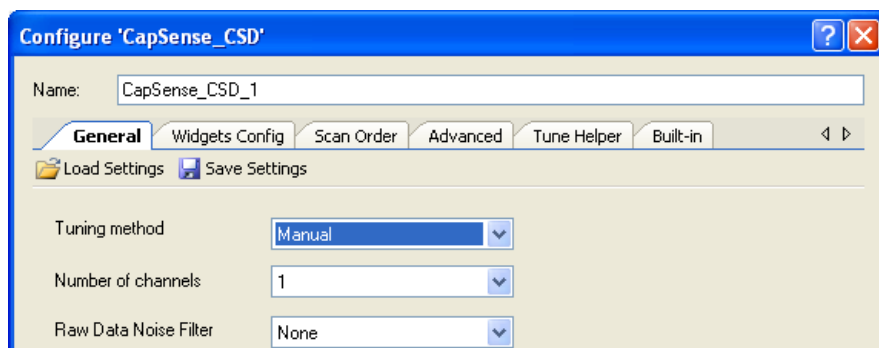 Configure 'CapSense_CSD'
Name: CapSense_CSD_1
General Widgets Config Scan Order Advanced Tune Helper Built-in
Load Settings Save Settings
Tuning method Manual
Number of channels 1
Raw Data Noise Filter None